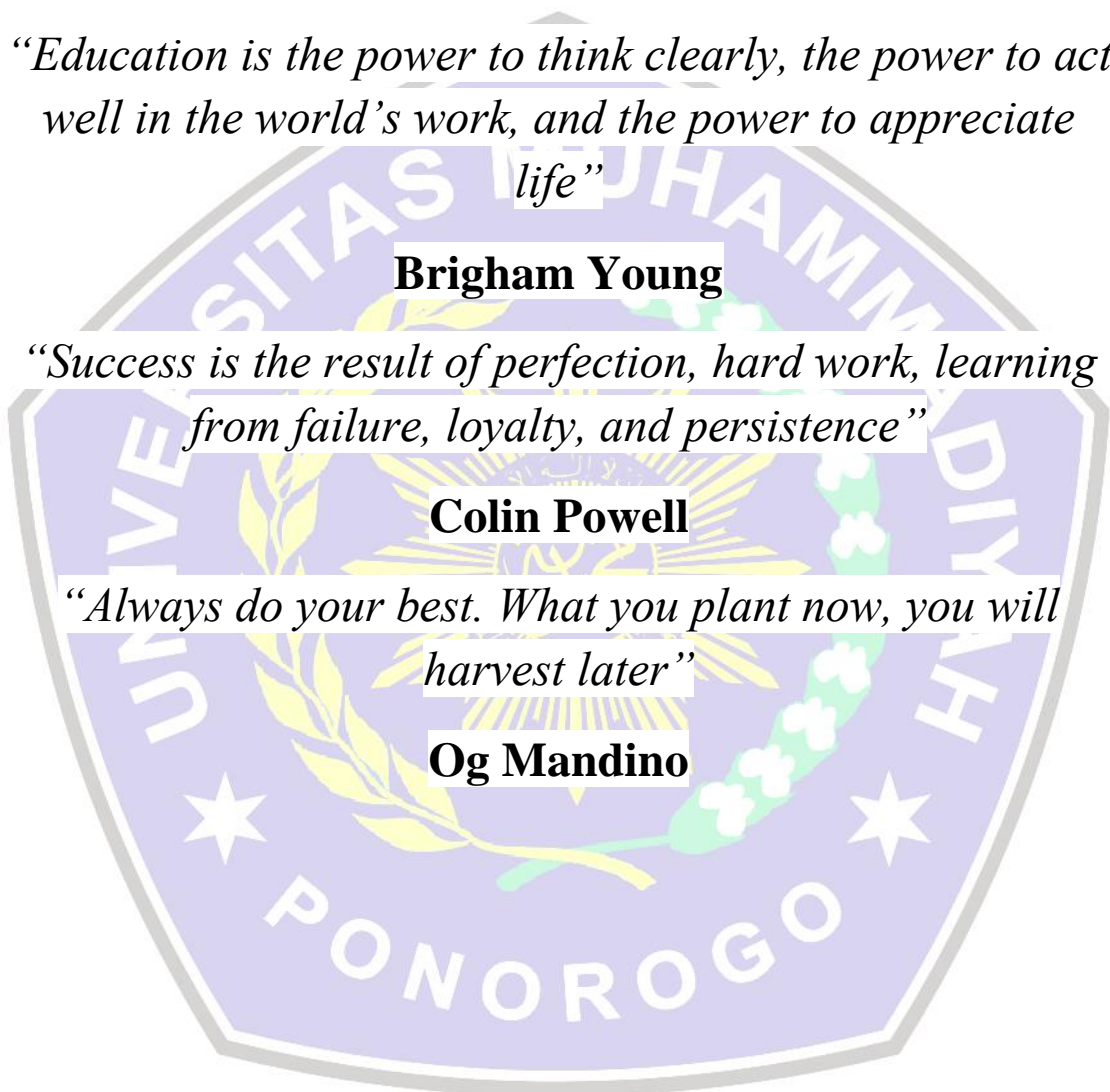 “Education is the power to think clearly, the power to act
well in the world’s work, and the power to appreciate
life”
Brigham Young
“Success is the result of perfection, hard work, learning
from failure, loyalty, and persistence”
Colin Powell
“Always do your best. What you plant now, you will
harvest later”
Og Mandino
UNIVERSITAS MUHAMMADIYAH
PONOROGO